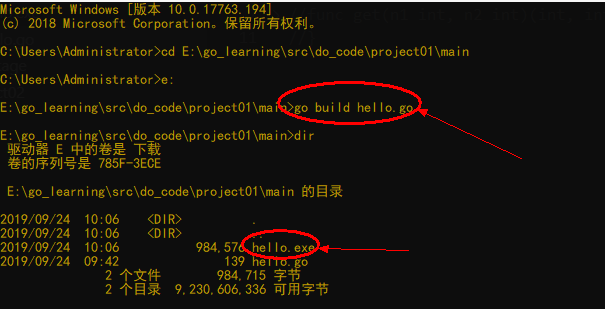 Microsoft Windows [版本 10.0.17763.194]
(c) 2018 Microsoft Corporation。保留所有权利。
C:\Users\Administrator>cd E:\go_learning\src\do_code\project01\main
C:\Users\Administrator>e:
E:\go_learning\src\do_code\project01\main>go build hello.go
E:\go_learning\src\do_code\project01\main>dir
驱动器 E 中的卷是 下载
卷的序列号是 785F-3ECE
E:\go_learning\src\do_code\project01\main 的目录
2019/09/24 10:06 <DIR> .
2019/09/24 10:06 <DIR> ..
2019/09/24 10:06 984,576 hello.exe
2019/09/24 09:42 139 hello.go
2 个文件 984,715 字节
2 个目录 9,230,606,336 可用字节